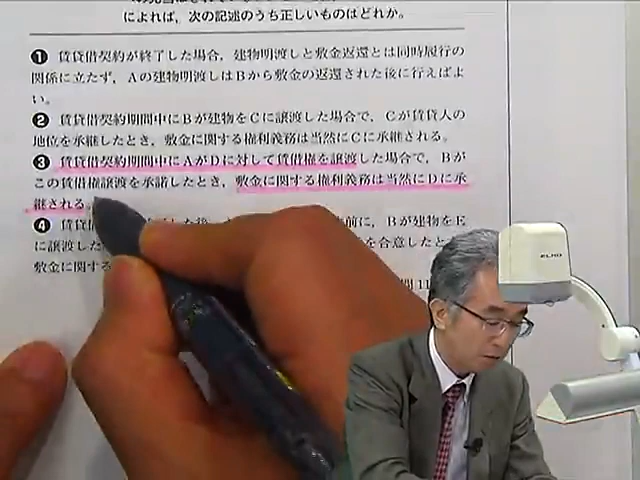 によれば、次の記述のうち正しいものはどれか。
❶ 賃貸借契約が終了した場合、建物明渡しと敷金返還とは同時履行の
関係に立たず、Aの建物明渡しはBから敦金の返還された後に行えばよ
い。
❷ 賃貸借契約期間中にBが建物をCに譲渡した場合で、Cが賃貸人の
地位を承継したとき、敷金に関する権利義務は当然にCに承継される。
❸ 賃貸借契約期間中にAがDに対して賃借権を譲渡した場合で、Bが
この賃借権譲渡を承諾したとき、敷金に関する権利義務は当然にDに承
継される。
❹ 賃貸 した後、 前に、Bが建物をE
に譲渡した を合意したと
敷金に関する 問11
ELMO